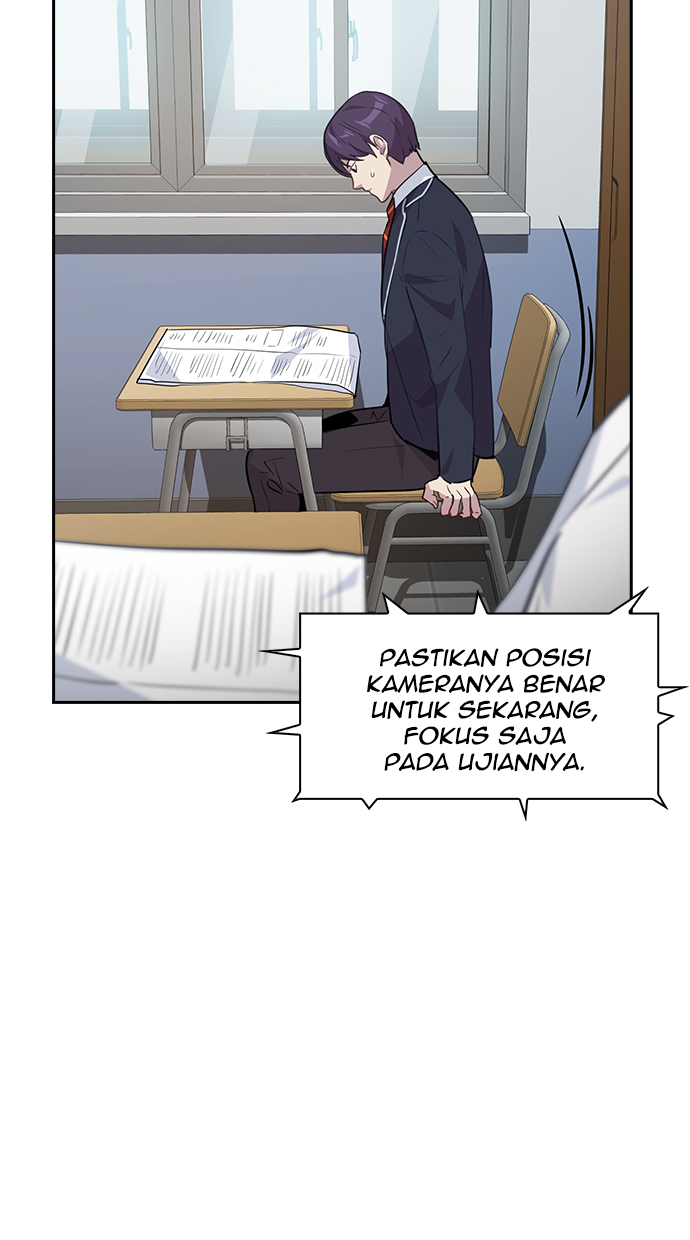 PASTIKAN POSISI
KAMERANYA BENAR
UNTUK SEKARANG,
FOKUS SAJA
PADA UJIANNYA.